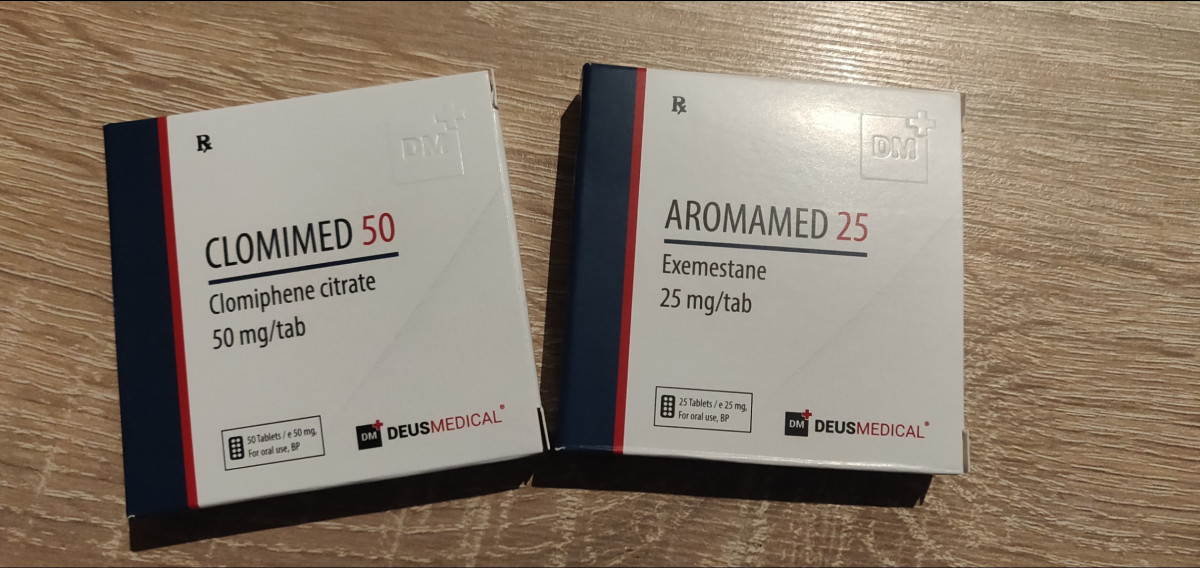 ℞
DM
CLOMIMED 50
Clomiphene citrate
50 mg/tab
50 Tablets / e 50 mg,
For oral use, BP
DM
DEUSMEDICAL®
℞
DM
AROMAMED 25
Exemestane
25 mg/tab
25 Tablets / e 25 mg,
For oral use, BP
DM
DEUSMEDICAL®